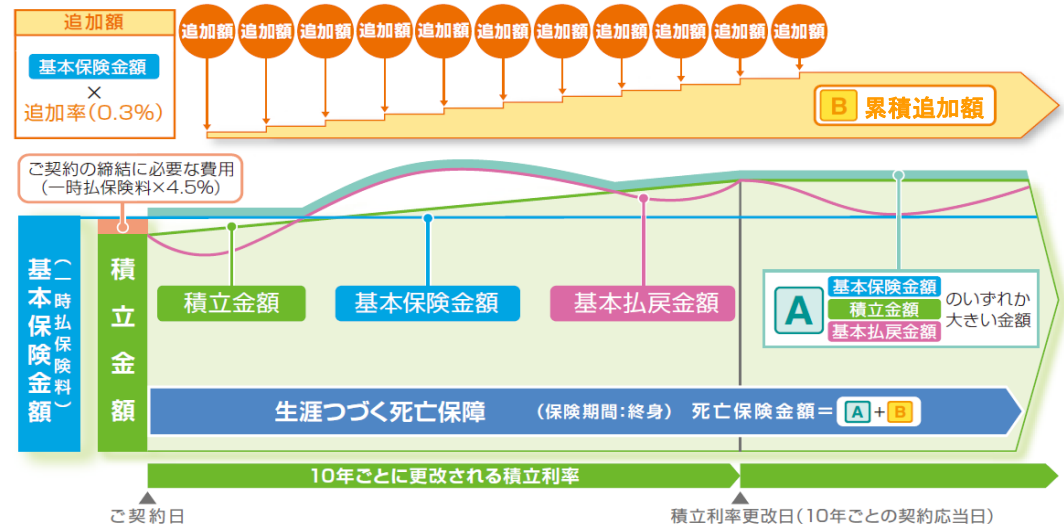 追加額
基本保険金額
×
追加率(0.3%)
追加額 追加額 追加額 追加額 追加額 追加額 追加額 追加額 追加額 追加額 追加額
B 累積追加額
ご契約の締結に必要な費用
(一時払保険料×4.5%)
基本保険金額
(一時払保険料)
積立金額
積立金額
基本保険金額
基本払戻金額
A
基本保険金額
積立金額
基本払戻金額
のいずれか
大きい金額
生涯つづく死亡保障 (保険期間:終身) 死亡保険金額=A+B
10年ごとに更改される積立利率
ご契約日
積立利率更改日(10年ごとの契約応当日)